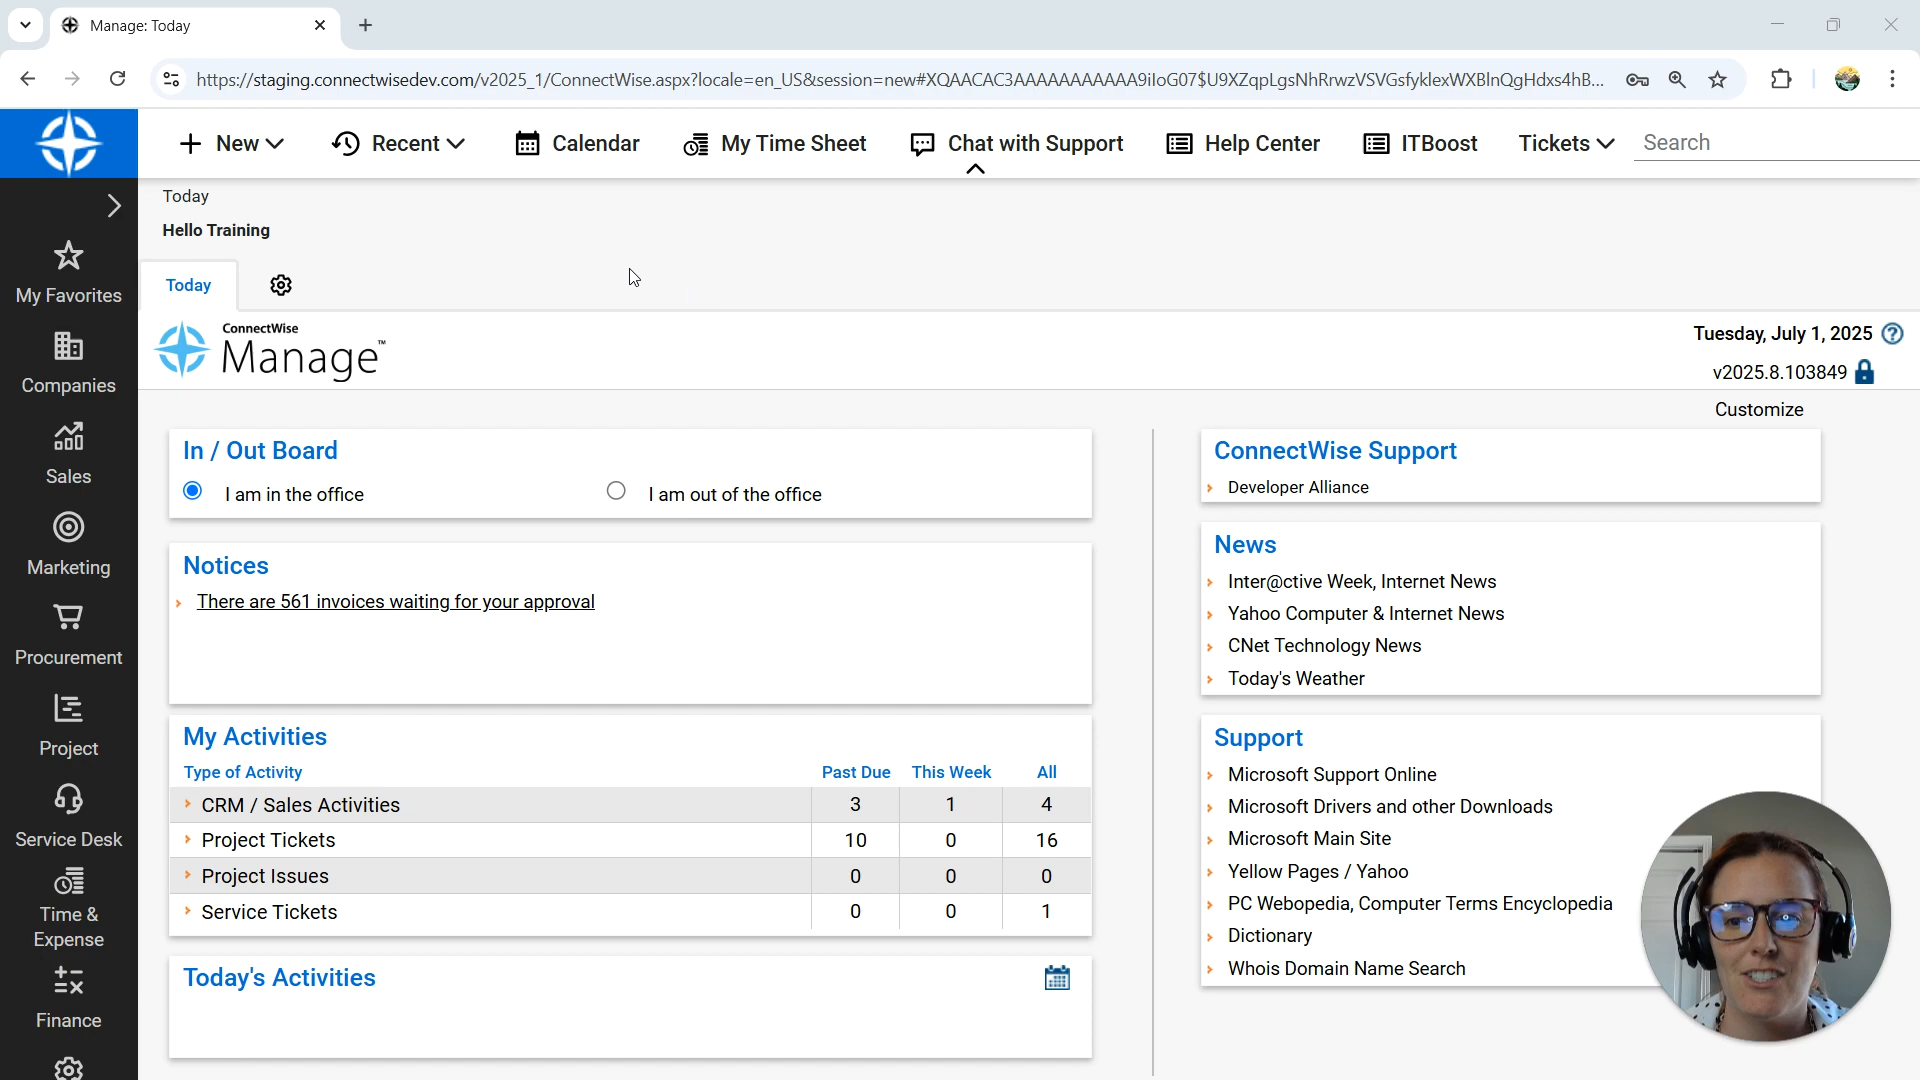 Manage: Today
https://staging.connectwisedev.com/v2025_1/ConnectWise.aspx?locale=en_US&session=new#XQAACAC3AAAAAAAAAAA9iIoG07$U9XZqpLgsNhRrwzVSVGsfyklexWXBlnQgHdxs4hB...
New
Recent
Calendar
My Time Sheet
Chat with Support
Help Center
ITBoost
Tickets
Search
Today
Hello Training
My Favorites
Companies
Sales
Marketing
Procurement
Project
Service Desk
Time &
Expense
Finance
Today
ConnectWise
Manage™
Tuesday, July 1, 2025
v2025.8.103849
Customize
In / Out Board
I am in the office
I am out of the office
Notices
There are 561 invoices waiting for your approval
My Activities
Type of Activity Past Due This Week All
CRM / Sales Activities 3 1 4
Project Tickets 10 0 16
Project Issues 0 0 0
Service Tickets 0 0 1
Today's Activities
ConnectWise Support
Developer Alliance
News
Inter@ctive Week, Internet News
Yahoo Computer & Internet News
CNet Technology News
Today's Weather
Support
Microsoft Support Online
Microsoft Drivers and other Downloads
Microsoft Main Site
Yellow Pages / Yahoo
PC Webopedia, Computer Terms Encyclopedia
Dictionary
Whois Domain Name Search